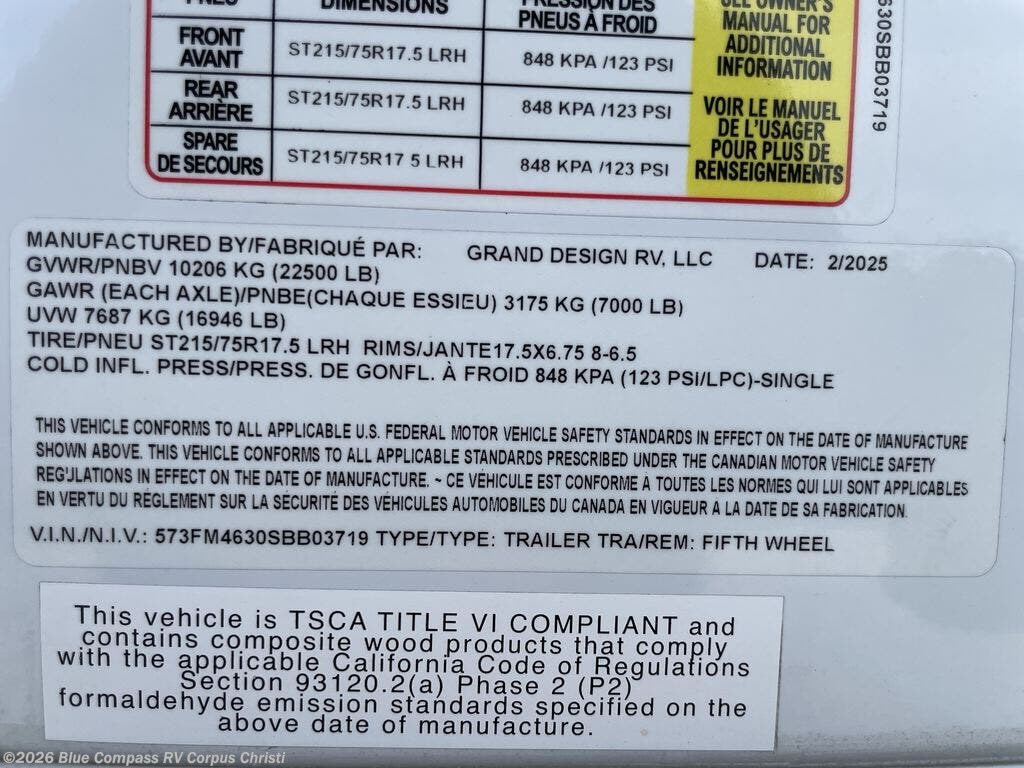 PNEU DIMENSIONS PRESSION DES
PNEUS À FROID
FRONT
AVANT ST215/75R17.5 LRH 848 KPA /123 PSI
REAR
ARRIÈRE ST215/75R17.5 LRH 848 KPA /123 PSI
SPARE
DE SECOURS ST215/75R17 5 LRH 848 KPA /123 PSI
SEE OWNER'S
MANUAL FOR
ADDITIONAL
INFORMATION
VOIR LE MANUEL
DE L'USAGER
POUR PLUS DE
RENSEIGNEMENTS
630SBB03719
MANUFACTURED BY/FABRIQUÉ PAR: GRAND DESIGN RV, LLC DATE: 2/2025
GVWR/PNBV 10206 KG (22500 LB)
GAWR (EACH AXLE)/PNBE(CHAQUE ESSIEU) 3175 KG (7000 LB)
UVW 7687 KG (16946 LB)
TIRE/PNEU ST215/75R17.5 LRH RIMS/JANTE17.5X6.75 8-6.5
COLD INFL. PRESS/PRESS. DE GONFL. À FROID 848 KPA (123 PSI/LPC)-SINGLE
THIS VEHICLE CONFORMS TO ALL APPLICABLE U.S. FEDERAL MOTOR VEHICLE SAFETY STANDARDS IN EFFECT ON THE DATE OF MANUFACTURE
SHOWN ABOVE. THIS VEHICLE CONFORMS TO ALL APPLICABLE STANDARDS PRESCRIBED UNDER THE CANADIAN MOTOR VEHICLE SAFETY
REGULATIONS IN EFFECT ON THE DATE OF MANUFACTURE. ~ CE VÉHICULE EST CONFORME À TOUTES LES NORMES QUI LUI SONT APPLICABLES
EN VERTU DU RÉGLEMENT SUR LA SÉCURITÉ DES VÉHICULES AUTOMOBILES DU CANADA EN VIGUEUR A LA DATE DE SA FABRICATION.
V.I.N./N.I.V.: 573FM4630SBB03719 TYPE/TYPE: TRAILER TRA/REM: FIFTH WHEEL
This vehicle is TSCA TITLE VI COMPLIANT and
contains composite wood products that comply
with the applicable California Code of Regulations
Section 93120.2(a) Phase 2 (P2)
formaldehyde emission standards specified on the
above date of manufacture.
©2026 Blue Compass RV Corpus Christi